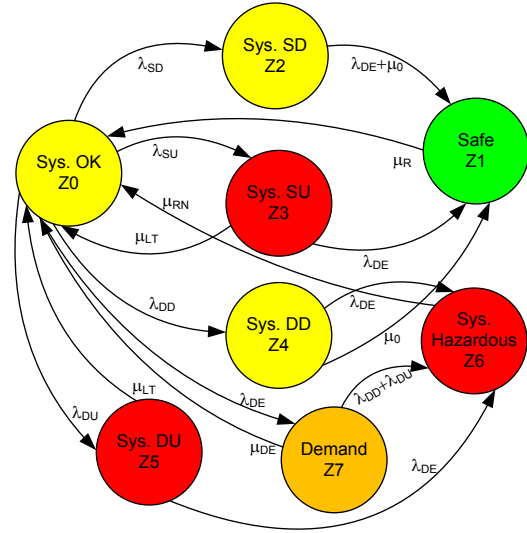 Sys. SD
Z2
λSD
λDE+μ0
Sys. OK
Z0
Safe
Z1
λSU
μR
Sys. SU
Z3
μRN
μLT
λDE
λDD
λDE
Sys. DD
Z4
μ0
Sys.
Hazardous
Z6
λDD+λDU
μLT
λDE
λDU
Sys. DU
Z5
μDE
Demand
Z7
λDE